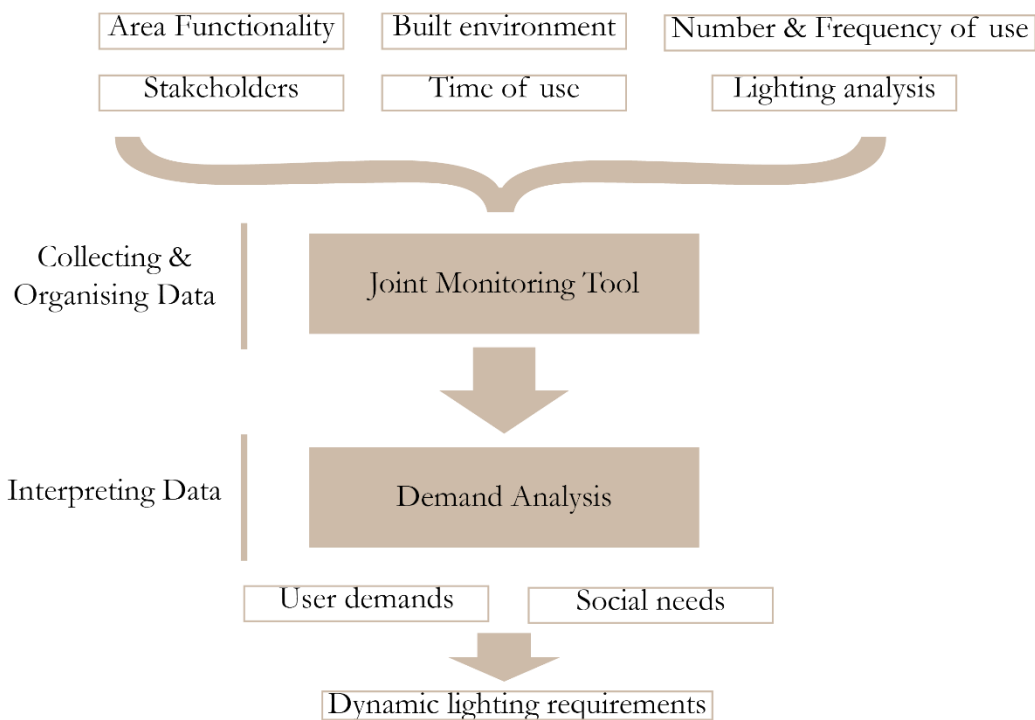 Area Functionality
Built environment
Number & Frequency of use
Stakeholders
Time of use
Lighting analysis
Collecting &
Organising Data
Joint Monitoring Tool
Interpreting Data
Demand Analysis
User demands
Social needs
Dynamic lighting requirements